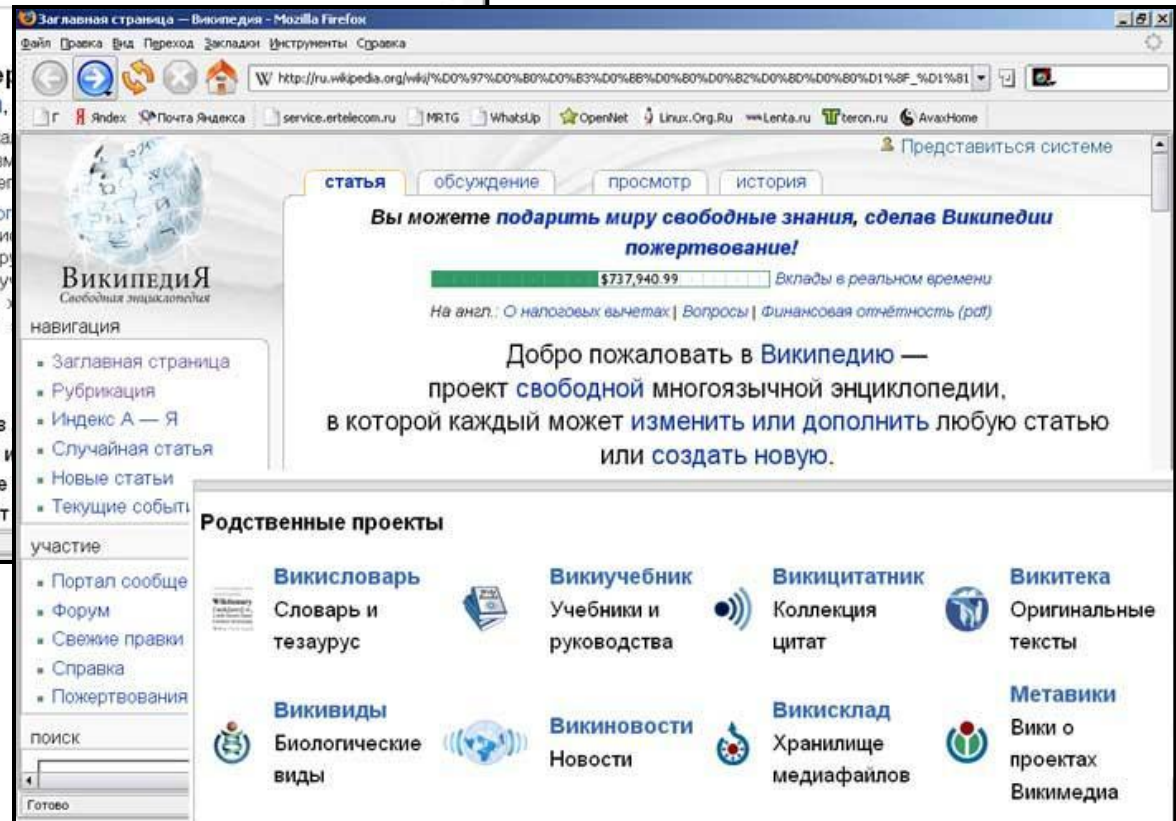 Заглавная страница — Википедия - Mozilla Firefox
Файл Правка Вид Переход Закладки Инструменты Справка
http://ru.wikipedia.org/wiki/%D0%97%D0%B0%D0%B3%D0%BB%D0%B0%D0%B2%D0%BD%D0%B0%D1%8F_%D1%81
Г Яndex Почта Яндекса service.ertelecom.ru MRTG WhatsUp OpenNet Linux.Org.Ru Lenta.ru teron.ru AvaxHome
Представиться системе
статья обсуждение просмотр история
Вы можете подарить миру свободные знания, сделав Википедии
пожертвование!
$737,940.99 Вклады в реальном времени
На англ.: О налоговых вычетах | Вопросы | Финансовая отчётность (pdf)
Добро пожаловать в Википедию —
проект свободной многоязычной энциклопедии,
в которой каждый может изменить или дополнить любую статью
или создать новую.
ВикипедиЯ
Свободная энциклопедия
навигация
Заглавная страница
Рубрикация
Индекс А — Я
Случайная статья
Новые статьи
Текущие событи
участие
Портал сообще
Форум
Свежие правки
Справка
Пожертвования
поиск
Готово
Родственные проекты
Викисловарь
Словарь и
тезаурус
Викиучебник
Учебники и
руководства
Викицитатник
Коллекция
цитат
Викитека
Оригинальные
тексты
Викивиды
Биологические
виды
Викиновости
Новости
Викисклад
Хранилище
медиафайлов
Метавики
Вики о
проектах
Викимедиа